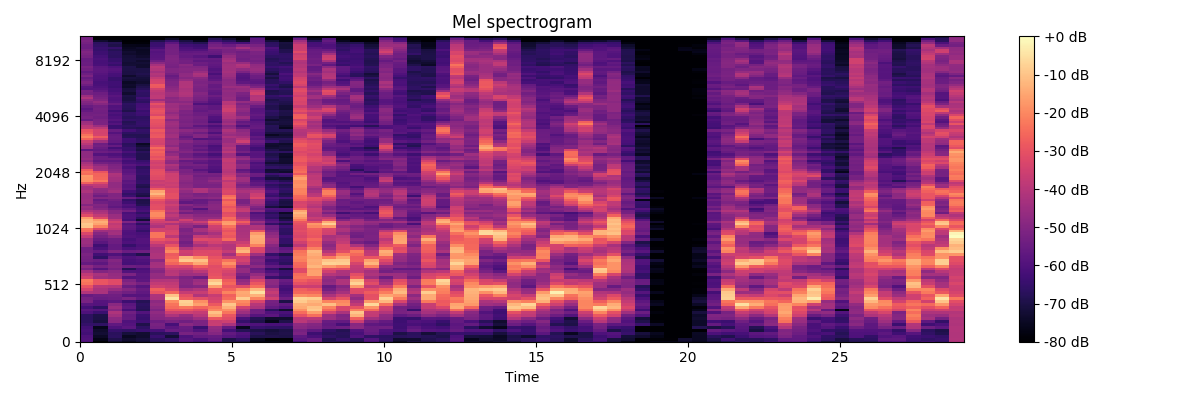 Mel spectrogram
+0 dB
8192
-10 dB
4096
-20 dB
-30 dB
2048
Hz
-40 dB
1024
-50 dB
512
-60 dB
-70 dB
0
-80 dB
0 5 10 15 20 25
Time